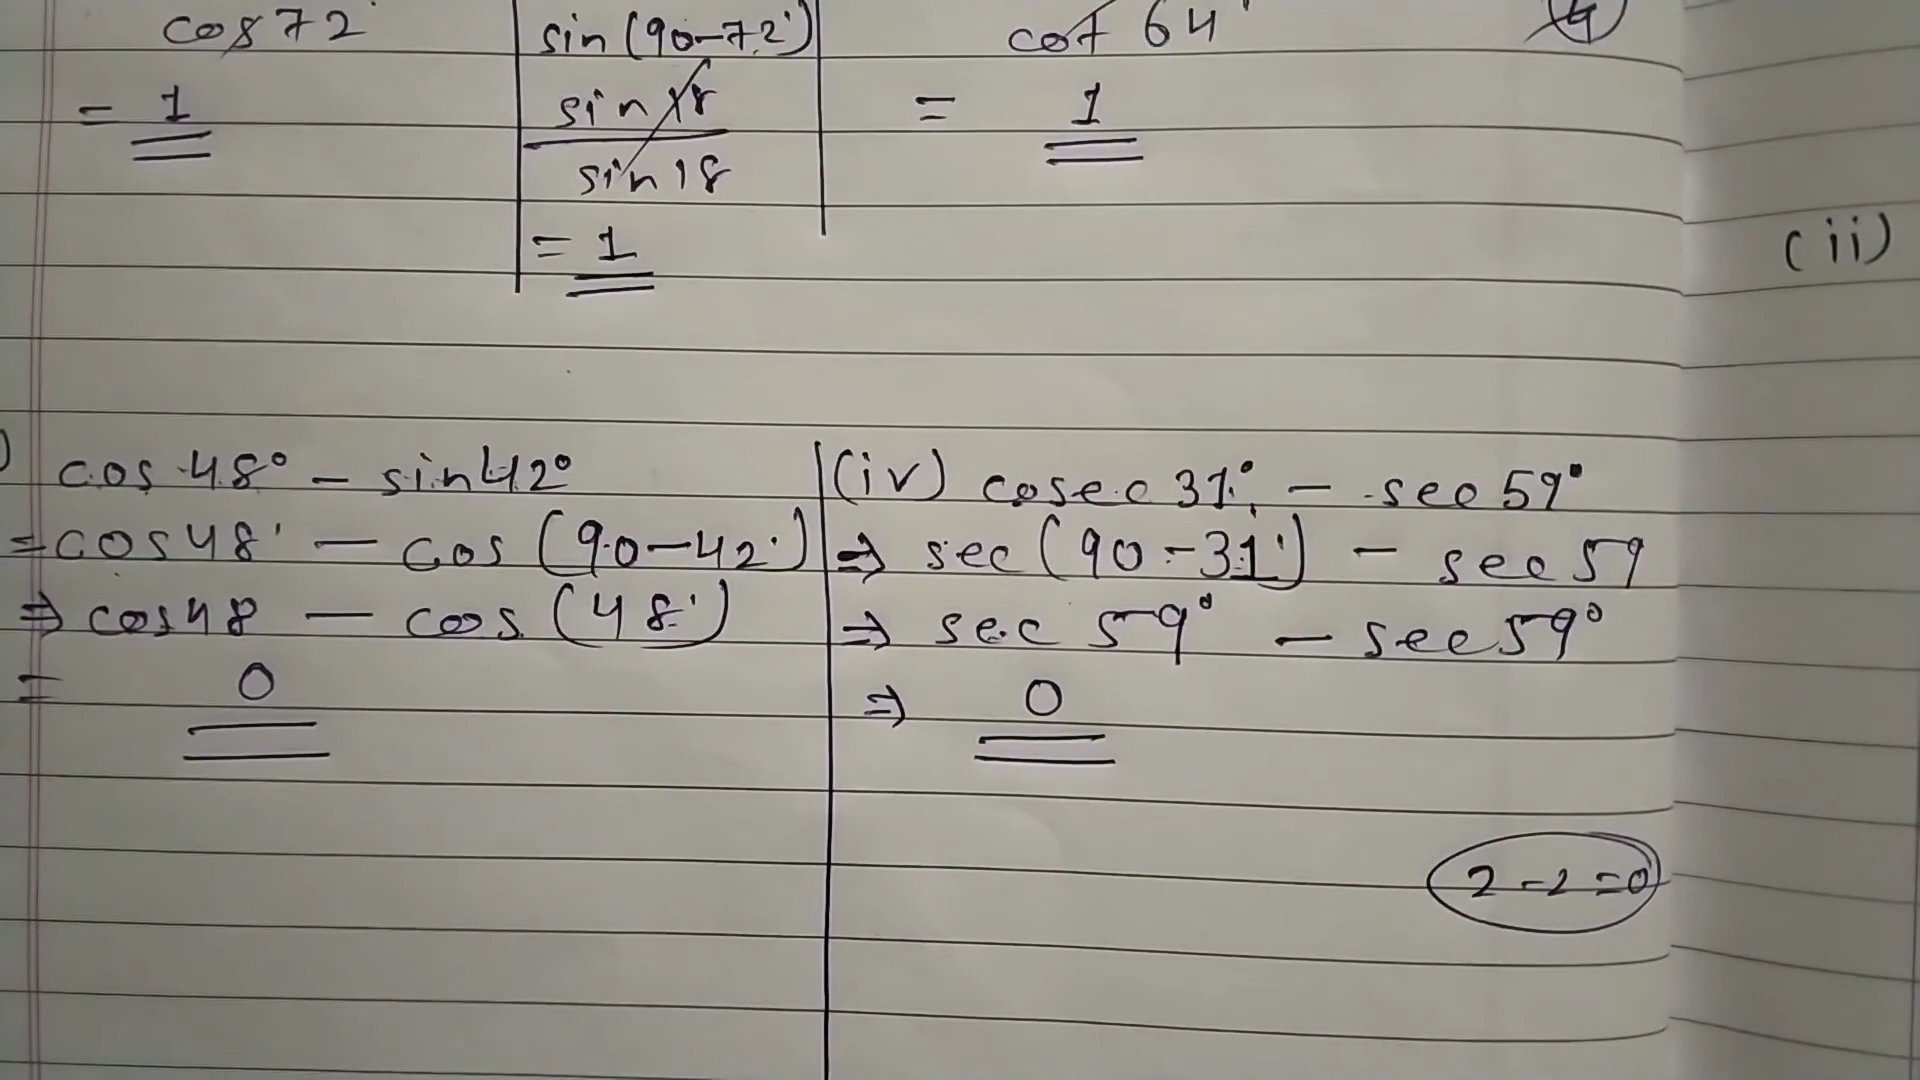 cos 72°
= 1
sin (90-72°)
sin 18
sin 18
= 1
cot 64°
= 1
(ii)
cos 48° - sin 42°
= cos 48° - cos (90-42°)
⇒ cos 48 - cos (48°)
= 0
(iv) cosec 31° - sec 59°
⇒ sec (90-31°) - sec 59
⇒ sec 59° - sec 59°
⇒ 0
2 -2 =0